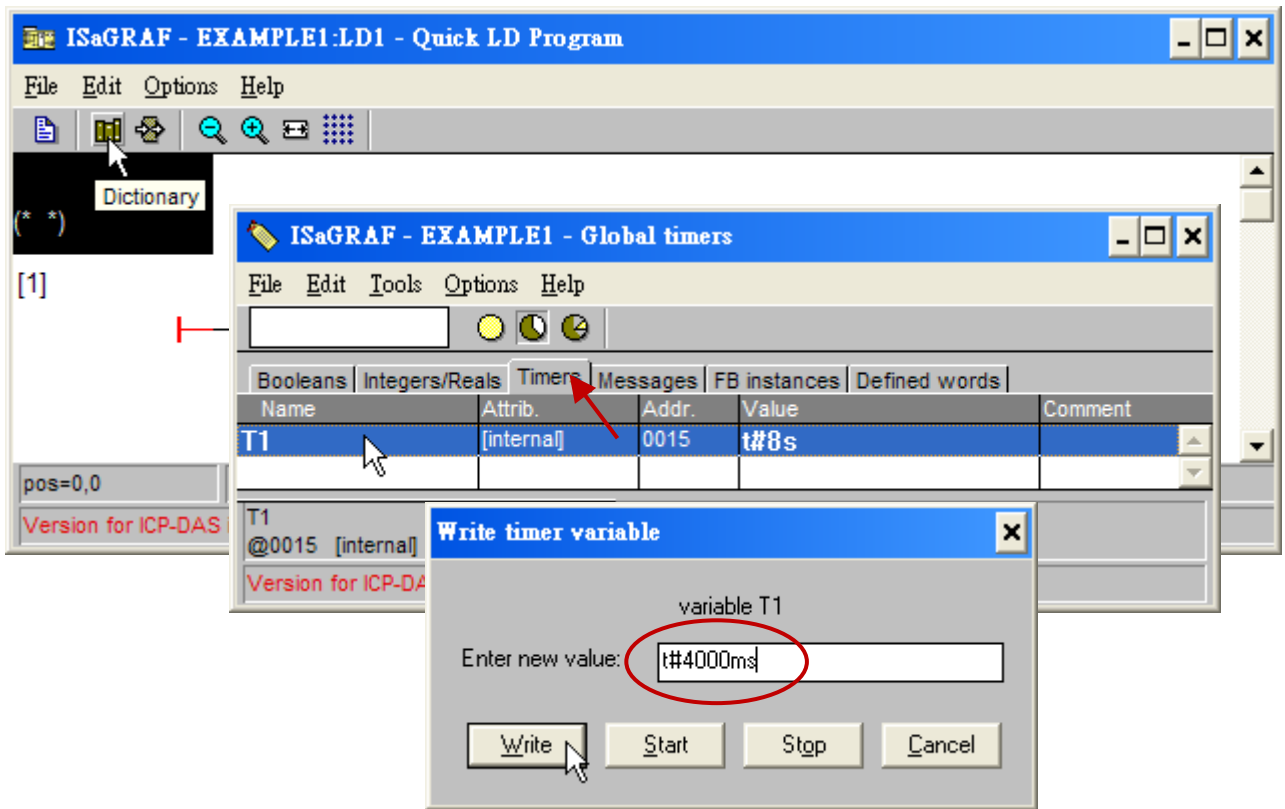 ISaGRAF - EXAMPLE1:LD1 - Quick LD Program
File Edit Options Help
Dictionary
(* *)
[1]
ISaGRAF - EXAMPLE1 - Global timers
File Edit Tools Options Help
Booleans Integers/Reals Timers Messages FB instances Defined words
Name Attrib. Addr. Value Comment
T1 [internal] 0015 t#8s
pos=0,0
Version for ICP-DAS
T1
@0015 [internal]
Version for ICP-DA
Write timer variable
variable T1
Enter new value: t#4000ms
Write Start Stop Cancel